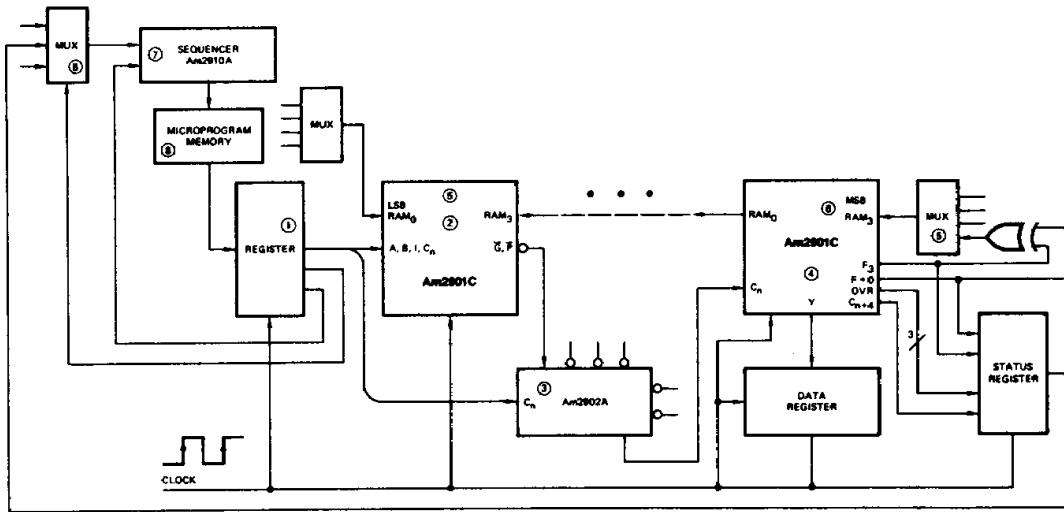 MUX
⑥
⑦
SEQUENCER
Am2910A
MICROPROGRAM
MEMORY
⑧
MUX
REGISTER
①
LSB
RAM0
⑤
②
RAM3
A, B, I, Cn
G̅, P̅
Am2901C
• • •
RAM0
⑥
MSB
RAM3
Am2901C
④
Cn
Y
F3
F = 0
OVR
Cn+4
MUX
⑤
3
STATUS
REGISTER
③
Cn
Am2902A
DATA
REGISTER
CLOCK